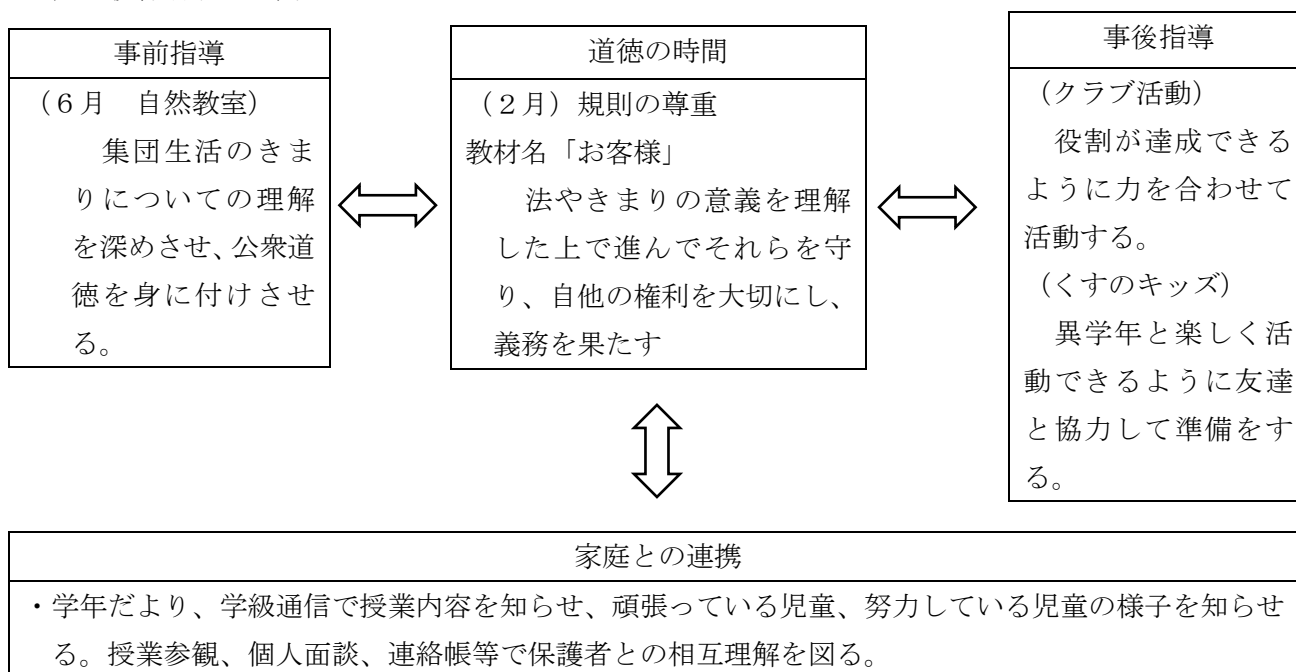 事前指導
（６月　自然教室）
集団生活のきま
りについての理解
を深めさせ、公衆道
徳を身に付けさせ
る。
道徳の時間
（２月）規則の尊重
教材名「お客様」
法やきまりの意義を理解
した上で進んでそれらを守
り、自他の権利を大切にし、
義務を果たす
事後指導
（クラブ活動）
役割が達成できる
ように力を合わせて
活動する。
（くすのキッズ）
異学年と楽しく活
動できるように友達
と協力して準備をす
る。
家庭との連携
・学年だより、学級通信で授業内容を知らせ、頑張っている児童、努力している児童の様子を知らせ
る。授業参観、個人面談、連絡帳等で保護者との相互理解を図る。